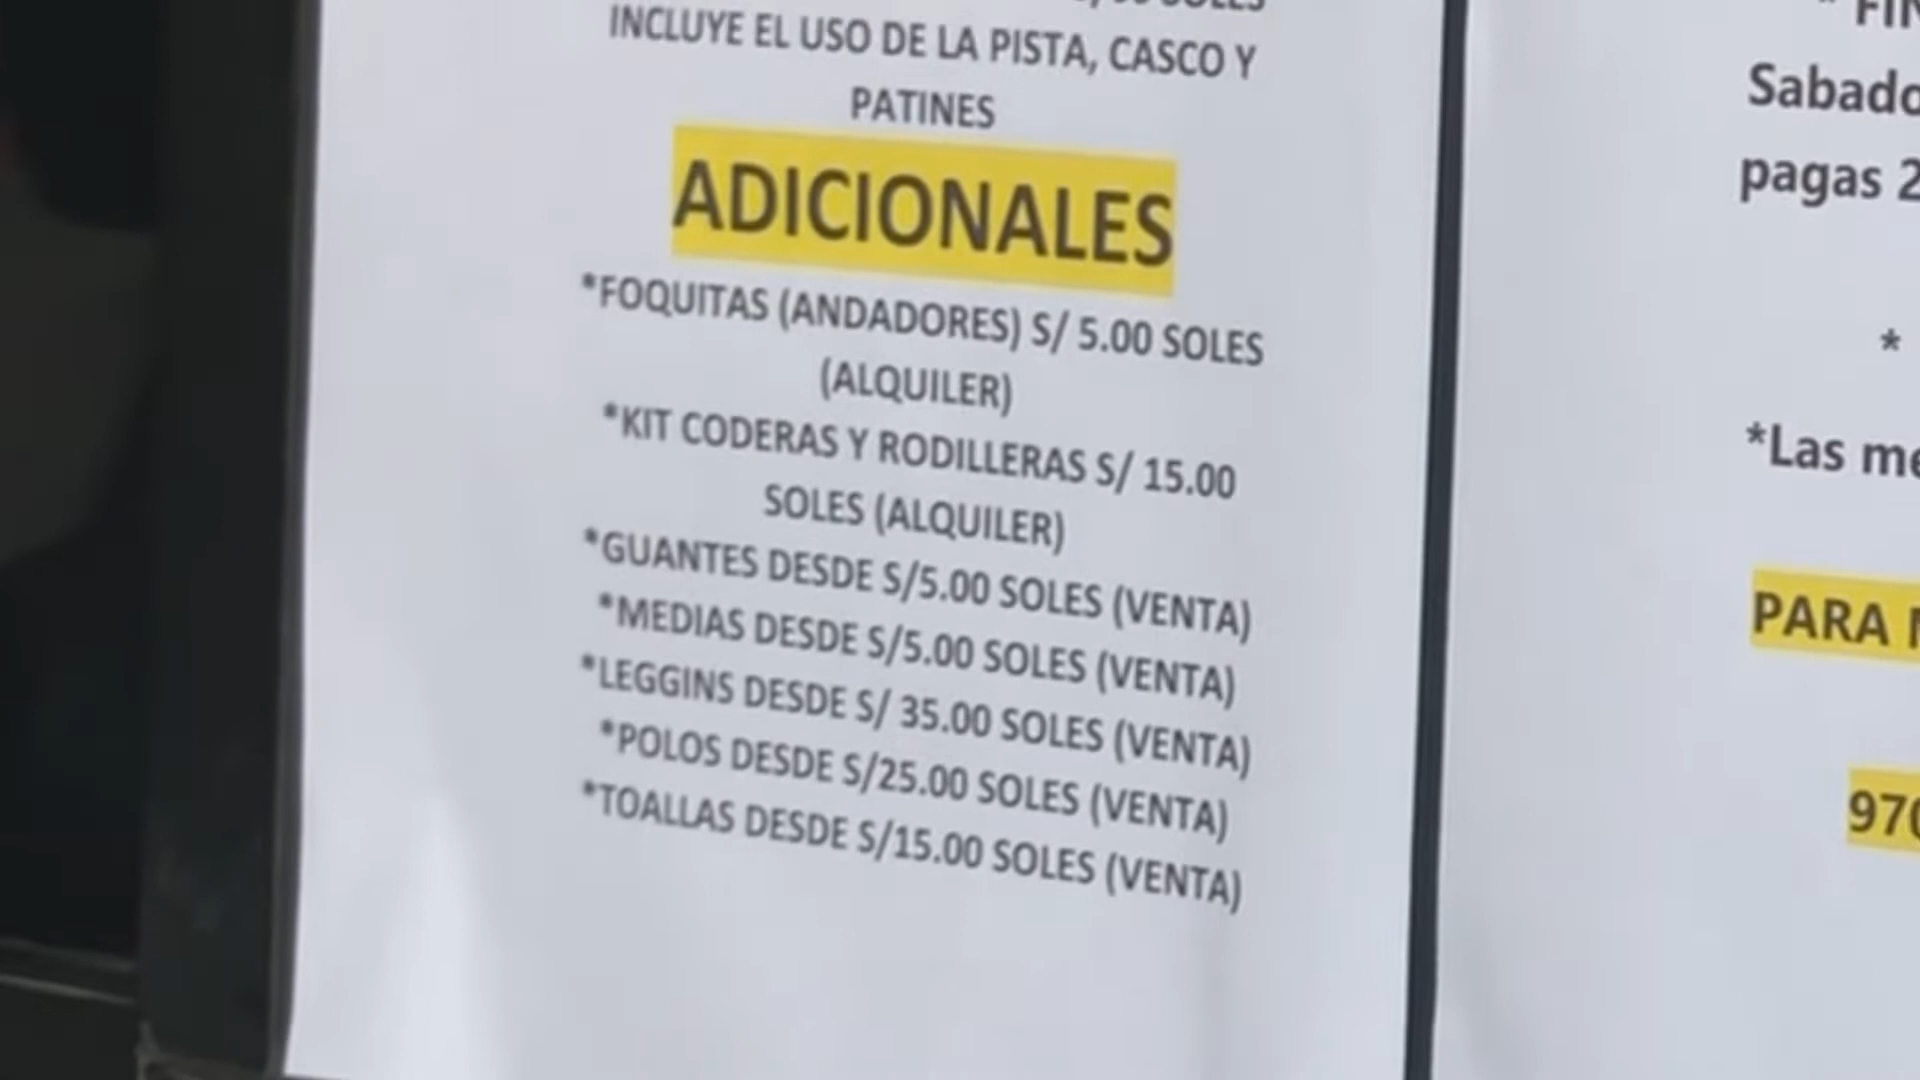 SOLES
INCLUYE EL USO DE LA PISTA, CASCO Y
PATINES
ADICIONALES
*FOQUITAS (ANDADORES) S/ 5.00 SOLES
(ALQUILER)
*KIT CODERAS Y RODILLERAS S/ 15.00
SOLES (ALQUILER)
*GUANTES DESDE S/5.00 SOLES (VENTA)
*MEDIAS DESDE S/5.00 SOLES (VENTA)
*LEGGINS DESDE S/ 35.00 SOLES (VENTA)
*POLOS DESDE S/25.00 SOLES (VENTA)
*TOALLAS DESDE S/15.00 SOLES (VENTA)
* FIN
Sabado
pagas 2
*
*Las me
PARA
970